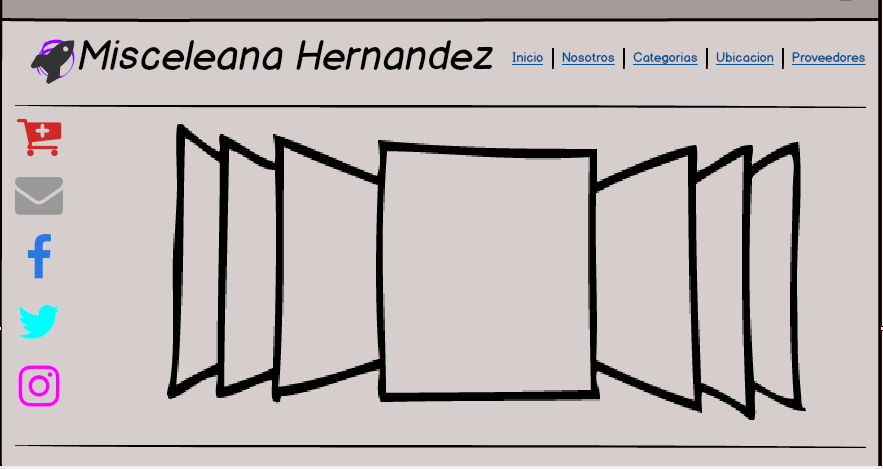 Misceleana Hernandez
Inicio | Nosotros | Categorias | Ubicacion | Proveedores